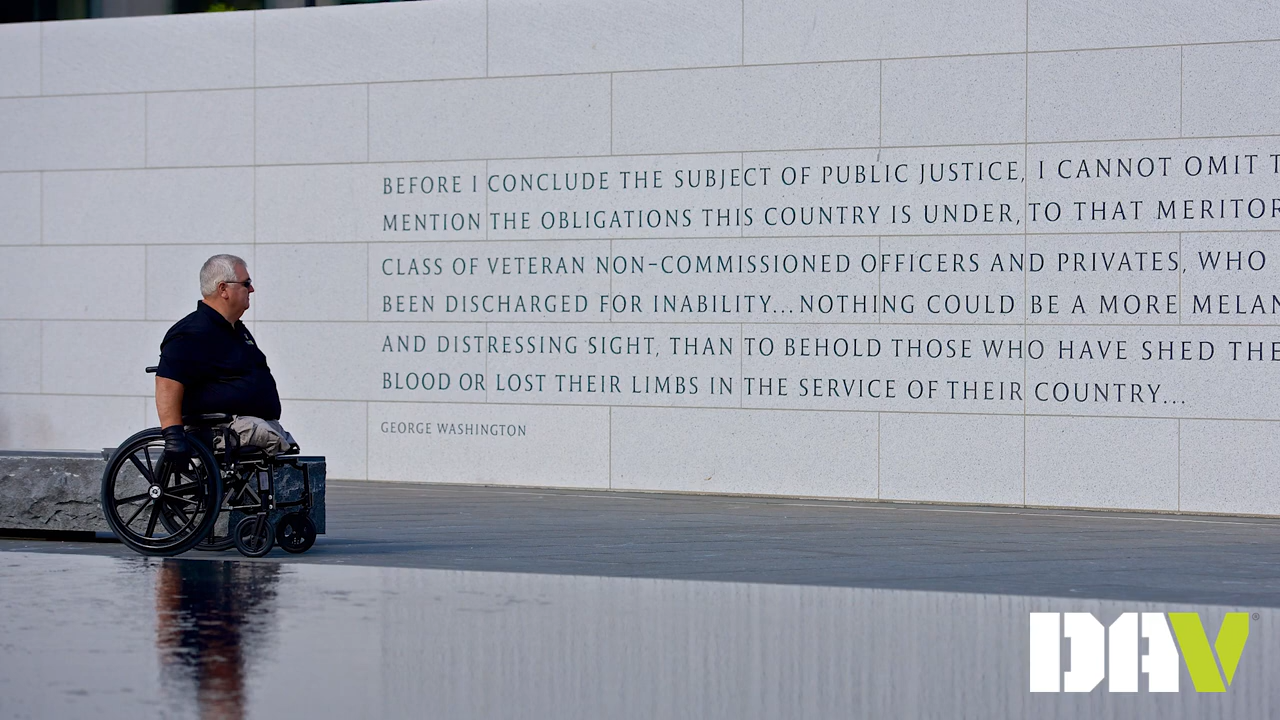 BEFORE I CONCLUDE THE SUBJECT OF PUBLIC JUSTICE, I CANNOT OMIT T
MENTION THE OBLIGATIONS THIS COUNTRY IS UNDER, TO THAT MERITOR
CLASS OF VETERAN NON-COMMISSIONED OFFICERS AND PRIVATES, WHO
BEEN DISCHARGED FOR INABILITY... NOTHING COULD BE A MORE MELAN
AND DISTRESSING SIGHT, THAN TO BEHOLD THOSE WHO HAVE SHED THE
BLOOD OR LOST THEIR LIMBS IN THE SERVICE OF THEIR COUNTRY...
GEORGE WASHINGTON
DAV®